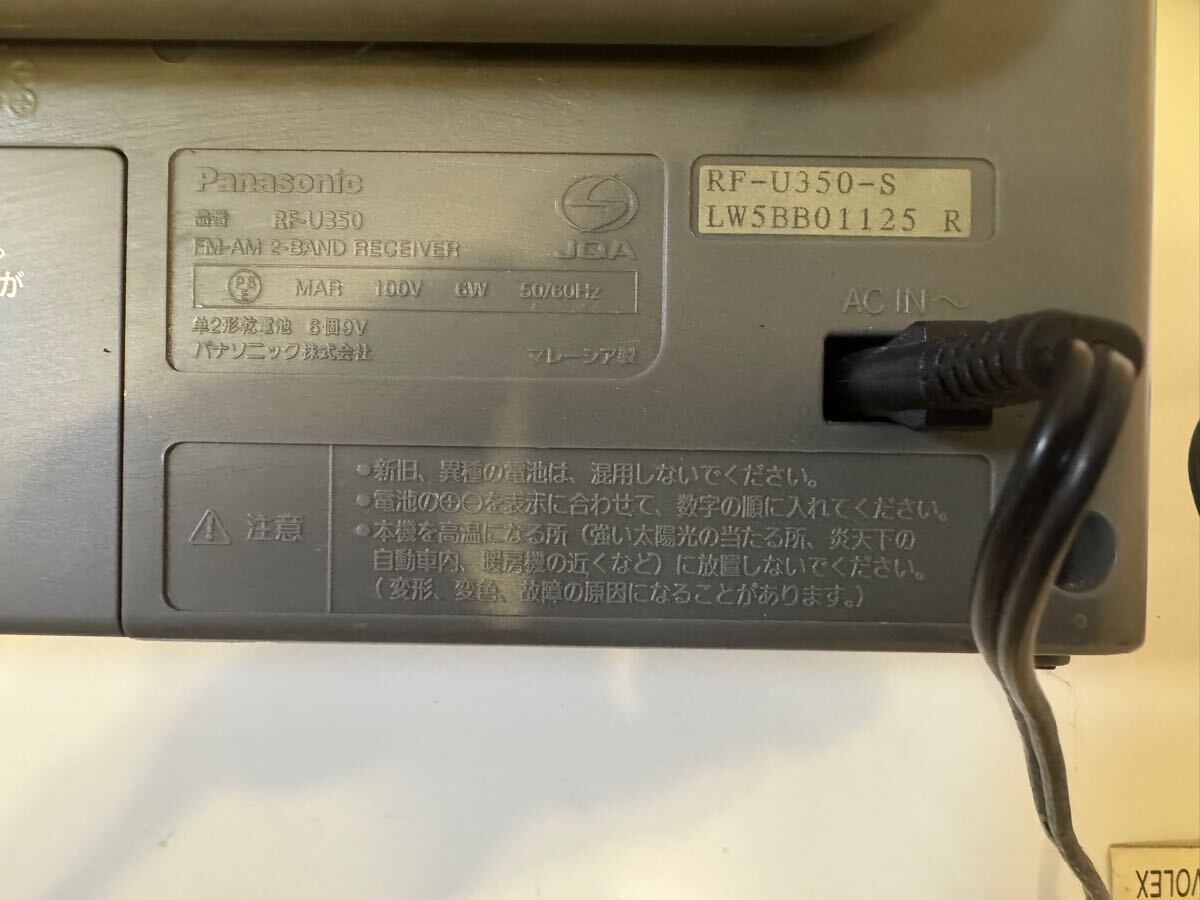 が
Panasonic
品番 RF-U350
FM-AM 2-BAND RECEIVER
JQA
PS
E
MAR 100V 6W 50/60Hz
単2形乾電池 6個9V
パナソニック株式会社 マレーシア製
RF-U350-S
LW5BB01125 R
AC IN～
⚠ 注意
●新旧、異種の電池は、混用しないでください。
●電池の⊕⊖を表示に合わせて、数字の順に入れてください。
●本機を高温になる所（強い太陽光の当たる所、炎天下の
自動車内、暖房機の近くなど）に放置しないでください。
（変形、変色、故障の原因になることがあります。）
VOLEX